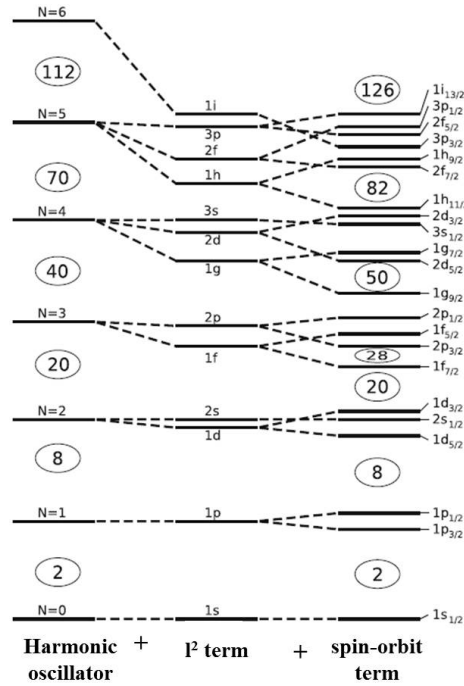 N=6
112
N=5
70
N=4
40
N=3
20
N=2
8
N=1
2
N=0
1i
3p
2f
1h
3s
2d
1g
2p
1f
2s
1d
1p
1s
126
82
50
28
20
8
2
1i13/2
3p1/2
2f5/2
3p3/2
1h9/2
2f7/2
1h11/
2d3/2
3s1/2
1g7/2
2d5/2
1g9/2
2p1/2
1f5/2
2p3/2
1f7/2
1d3/2
2s1/2
1d5/2
1p1/2
1p3/2
1s1/2
Harmonic + l² term + spin-orbit
oscillator term